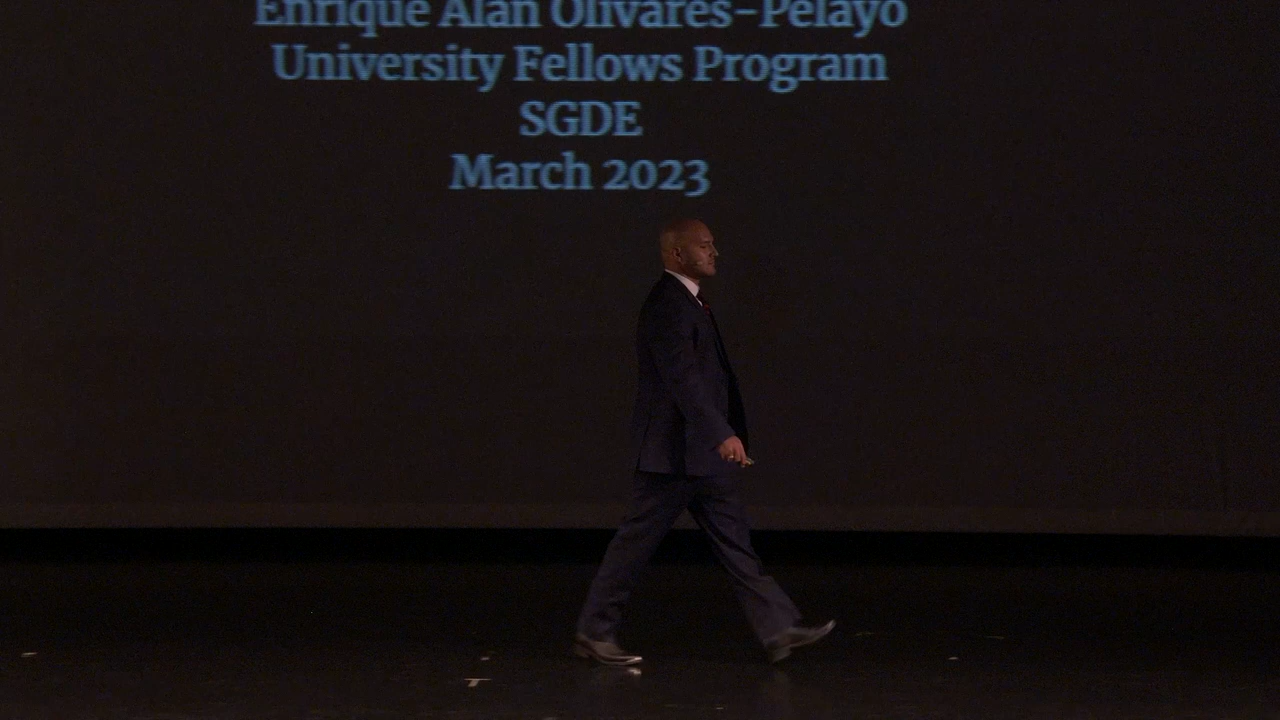 Enrique Alan Olivares-Pelayo
University Fellows Program
SGDE
March 2023